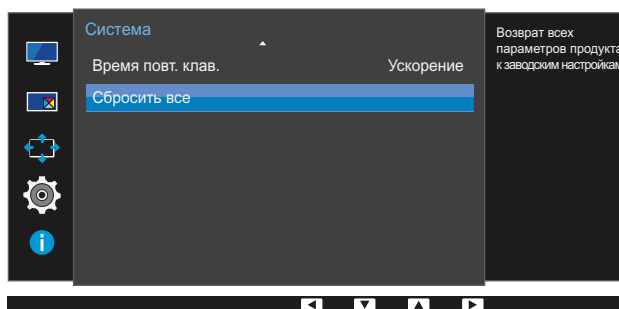 Система
Время повт. клав. Ускорение
Сбросить все
Возврат всех
параметров продукта
к заводским настройкам